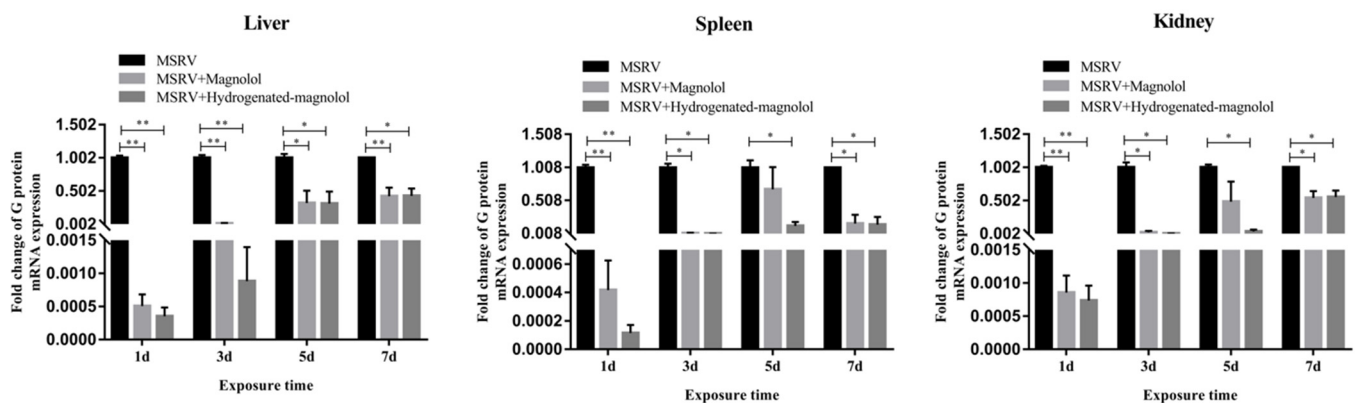 Liver
MSRV
MSRV+Magnolol
MSRV+Hydrogenated-magnolol
Fold change of G protein
mRNA expression
1.502
1.002
0.502
0.002
0.0015
0.0010
0.0005
0.0000
** ** ** ** * * * **
1d 3d 5d 7d
Exposure time
Spleen
MSRV
MSRV+Magnolol
MSRV+Hydrogenated-magnolol
Fold change of G protein
mRNA expression
1.508
1.008
0.508
0.008
0.0006
0.0004
0.0002
0.0000
** ** * * * * *
1d 3d 5d 7d
Exposure time
Kidney
MSRV
MSRV+Magnolol
MSRV+Hydrogenated-magnolol
Fold change of G protein
mRNA expression
1.502
1.002
0.502
0.002
0.0015
0.0010
0.0005
0.0000
** ** * * * * *
1d 3d 5d 7d
Exposure time